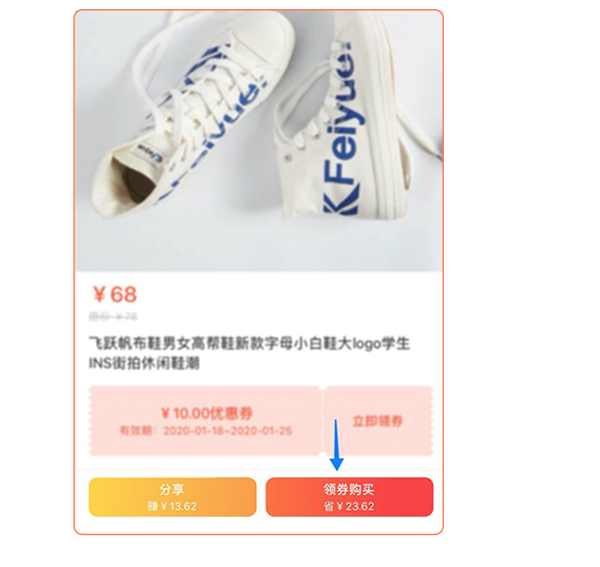 Feiyue
Feiyue
¥68
原价 ¥78
飞跃帆布鞋男女高帮鞋新款字母小白鞋大logo学生
INS街拍休闲鞋潮
¥10.00优惠券
有效期：2020-01-18~2020-01-25
立即领券
分享
赚¥13.62
领券购买
省¥23.62